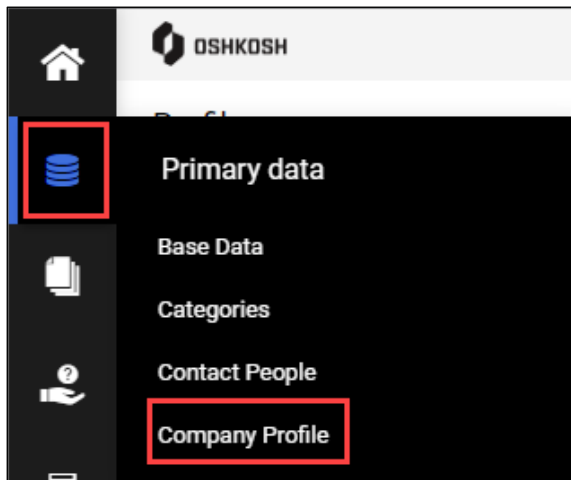 OSHKOSH
Primary data
Base Data
Categories
Contact People
Company Profile